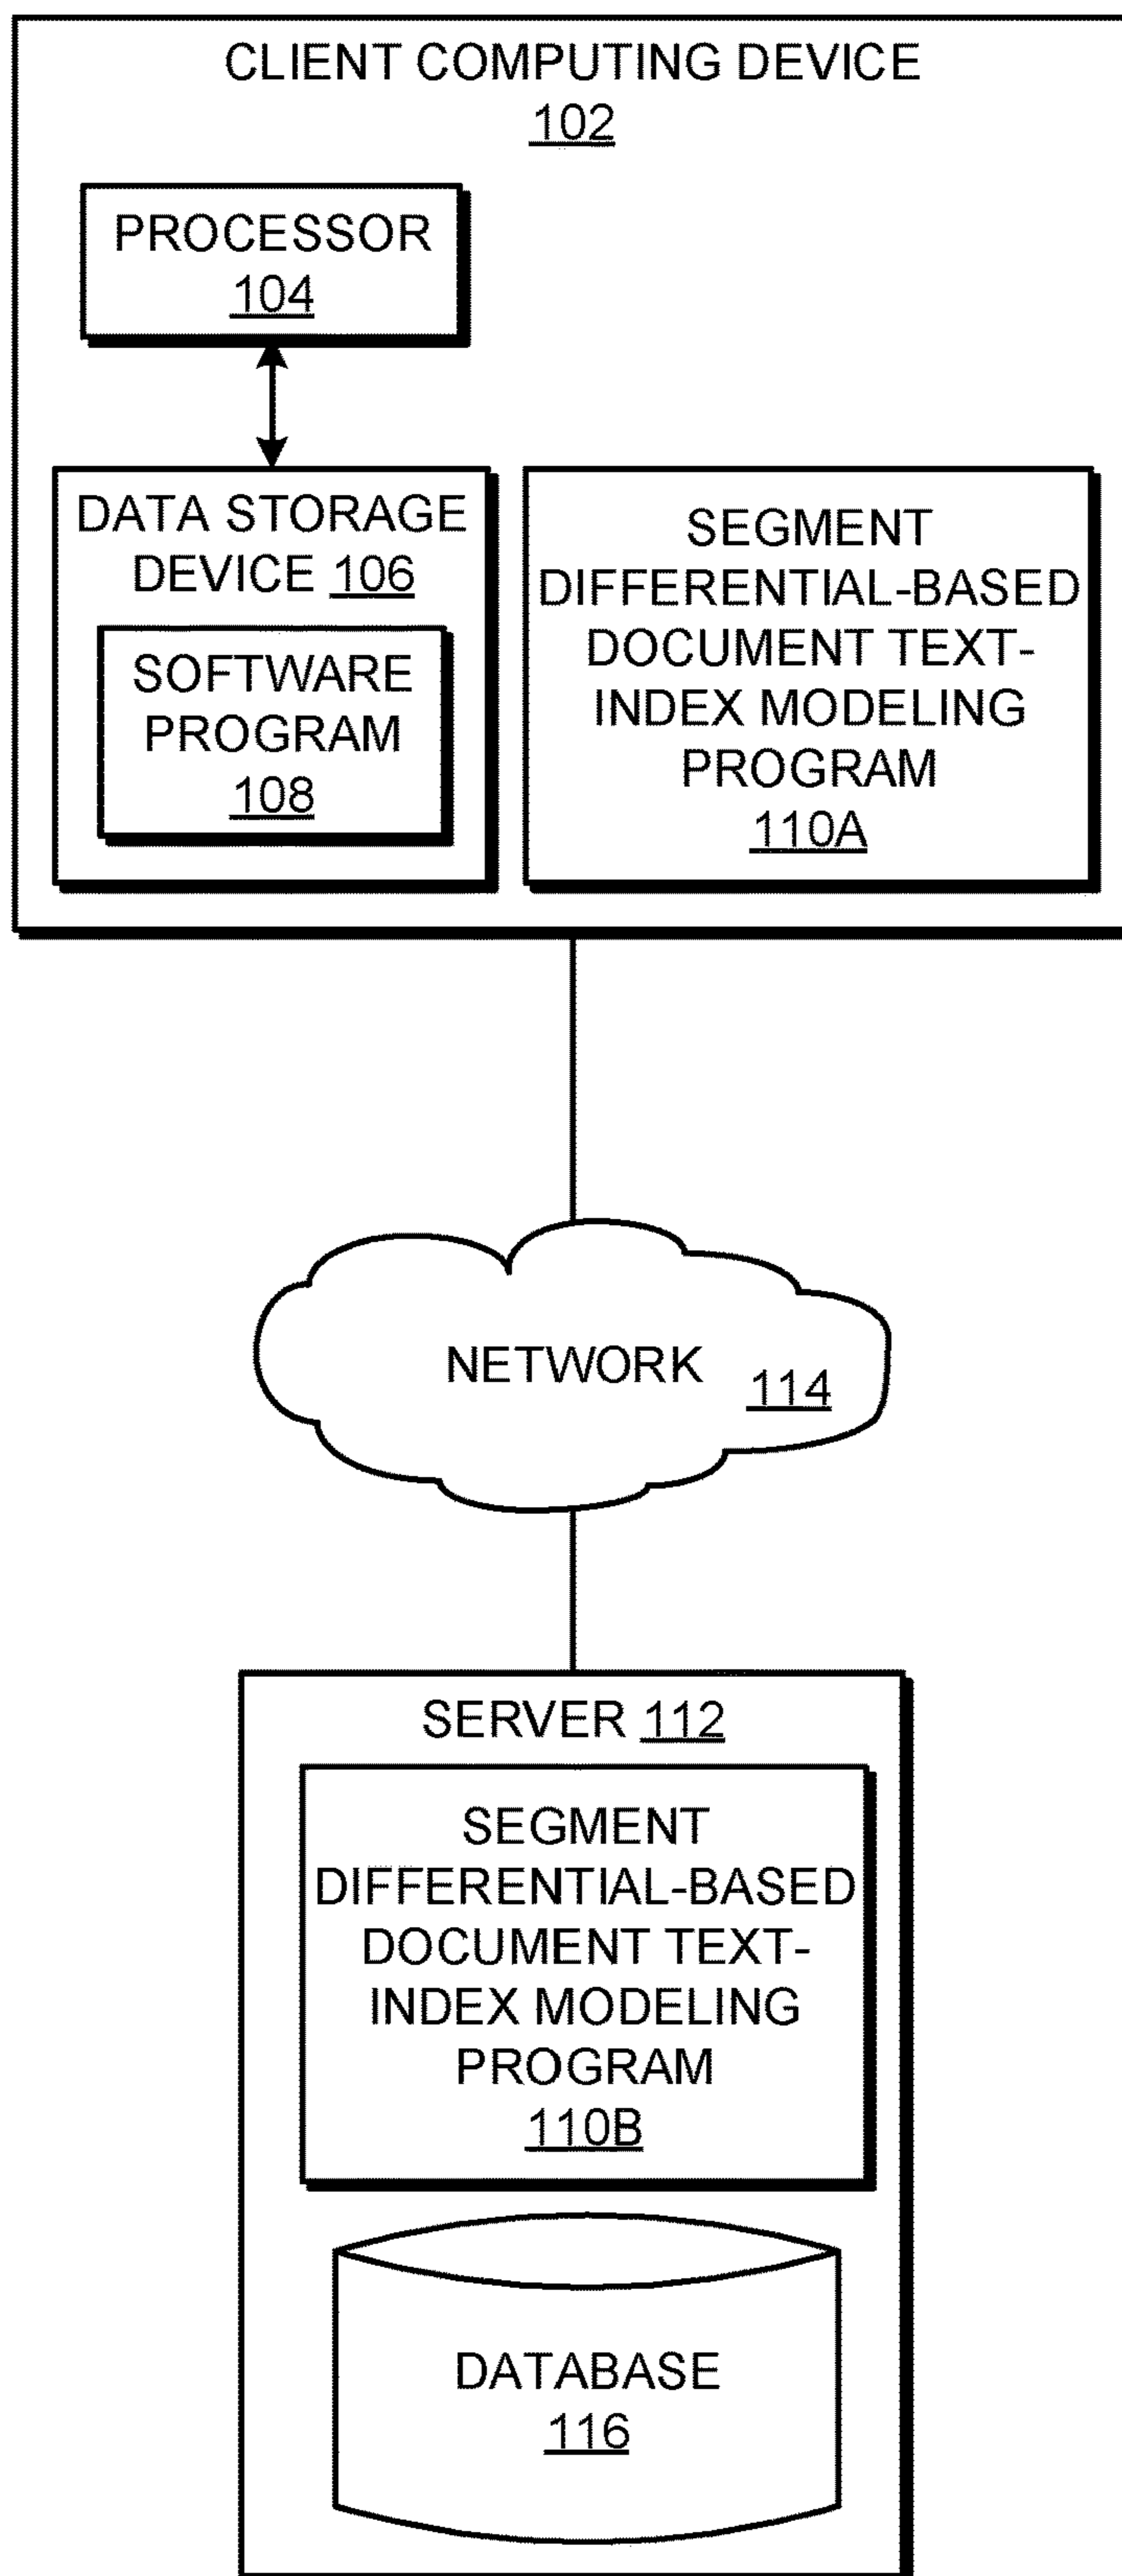 CLIENT COMPUTING DEVICE
102
PROCESSOR
104
DATA STORAGE
DEVICE 106
SOFTWARE
PROGRAM
108
SEGMENT
DIFFERENTIAL-BASED
DOCUMENT TEXT-
INDEX MODELING
PROGRAM
110A
NETWORK 114
SERVER 112
SEGMENT
DIFFERENTIAL-BASED
DOCUMENT TEXT-
INDEX MODELING
PROGRAM
110B
DATABASE
116